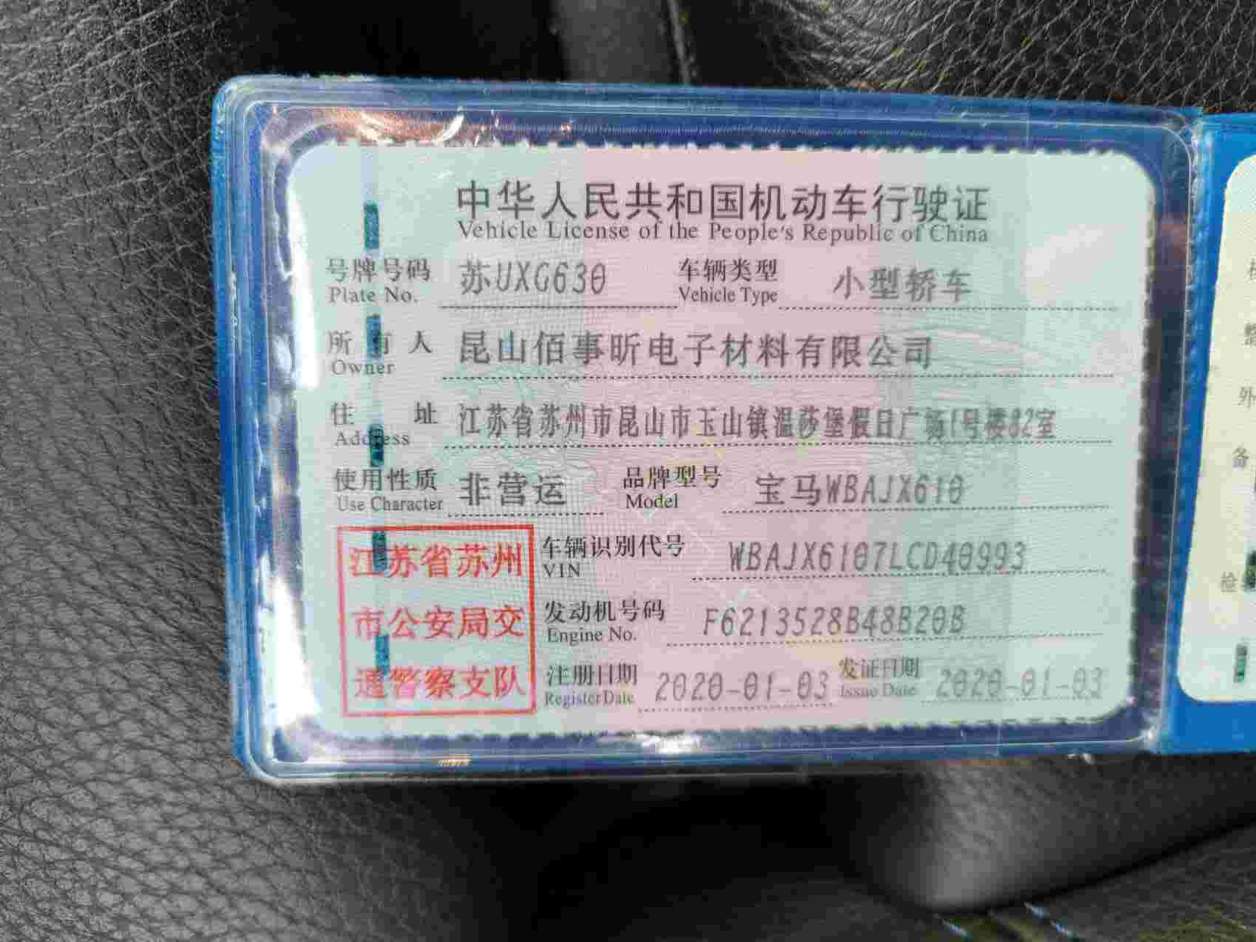 中华人民共和国机动车行驶证
Vehicle License of the People's Republic of China
号牌号码 苏UXG630 车辆类型 小型轿车
Plate No. Vehicle Type
所有人 昆山佰事昕电子材料有限公司
Owner
住址 江苏省苏州市昆山市玉山镇温莎堡假日广场1号楼82室
Address
使用性质 非营运 品牌型号 宝马WBAJX610
Use Character Model
车辆识别代号 WBAJX6107LCD40993
VIN
发动机号码 F6213528B48B20B
Engine No.
注册日期 2020-01-03 发证日期 2020-01-03
Register Date Issue Date
江苏省苏州
市公安局交
通警察支队
外
备
检